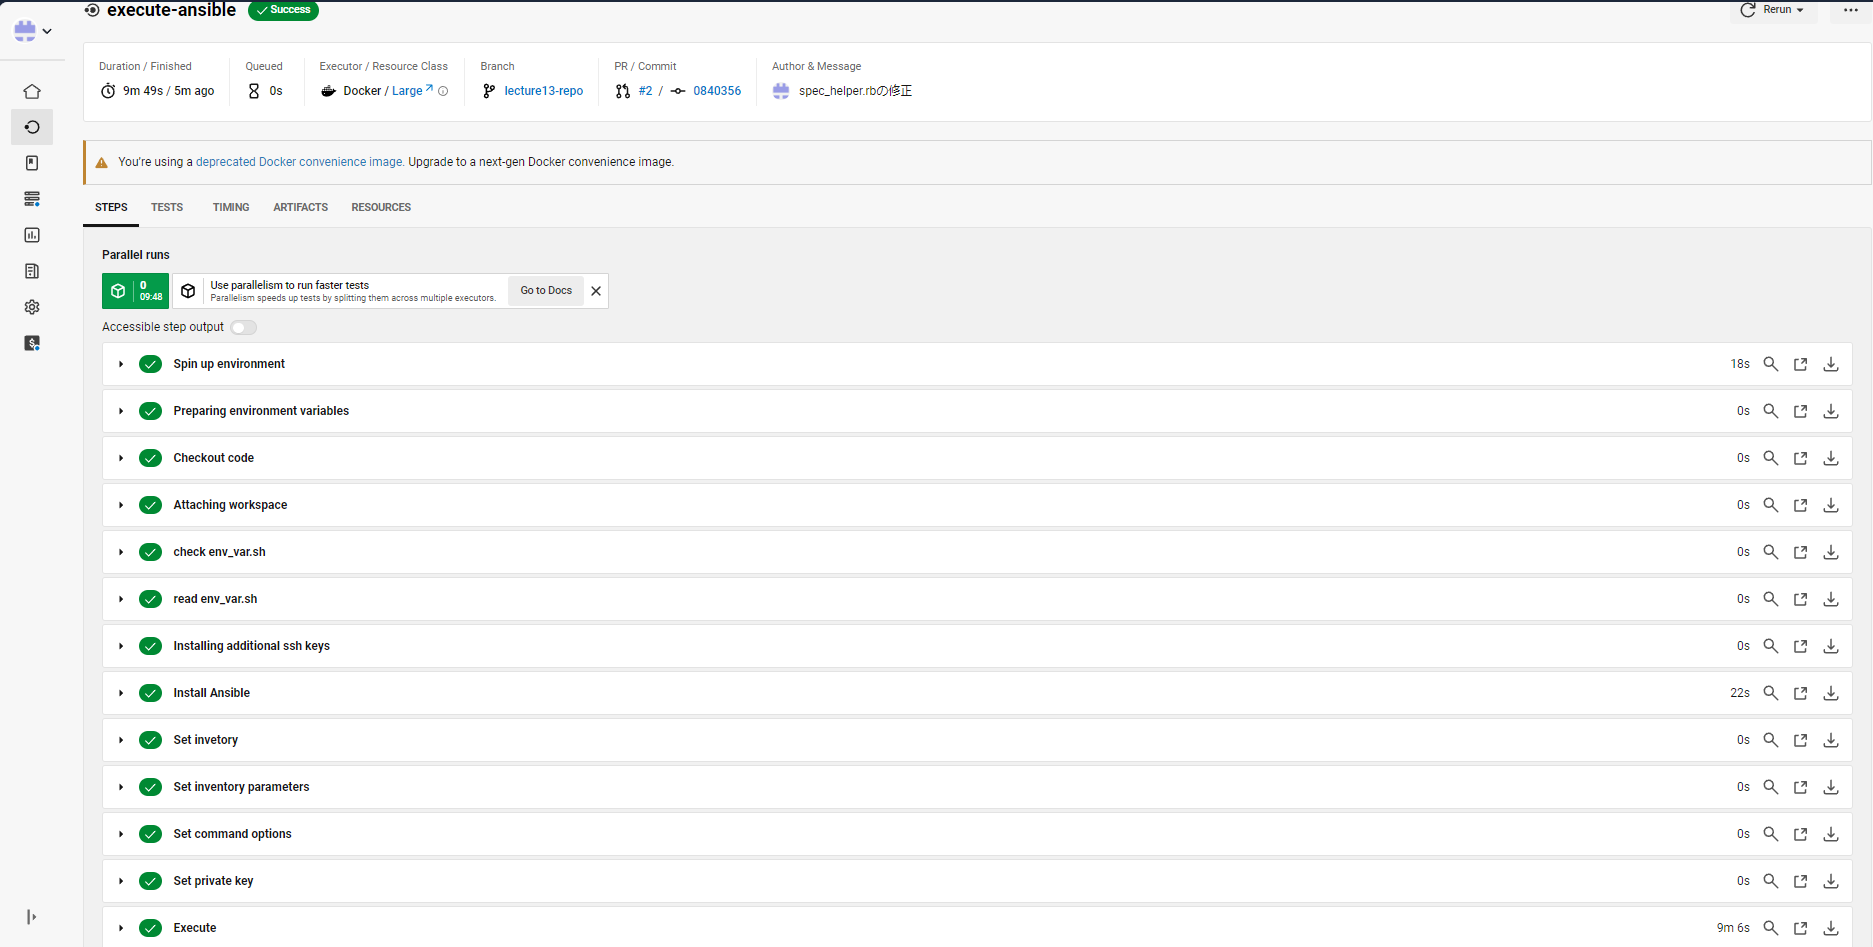 execute-ansible Success Rerun
Duration / Finished Queued Executor / Resource Class Branch PR / Commit Author & Message
9m 49s / 5m ago 0s Docker / Large lecture13-repo #2 / 0840356 spec_helper.rbの修正
You're using a deprecated Docker convenience image. Upgrade to a next-gen Docker convenience image.
STEPS TESTS TIMING ARTIFACTS RESOURCES
Parallel runs
0
09:48
Use parallelism to run faster tests
Parallelism speeds up tests by splitting them across multiple executors.
Go to Docs
Accessible step output
Spin up environment 18s
Preparing environment variables 0s
Checkout code 0s
Attaching workspace 0s
check env_var.sh 0s
read env_var.sh 0s
Installing additional ssh keys 0s
Install Ansible 22s
Set invetory 0s
Set inventory parameters 0s
Set command options 0s
Set private key 0s
Execute 9m 6s